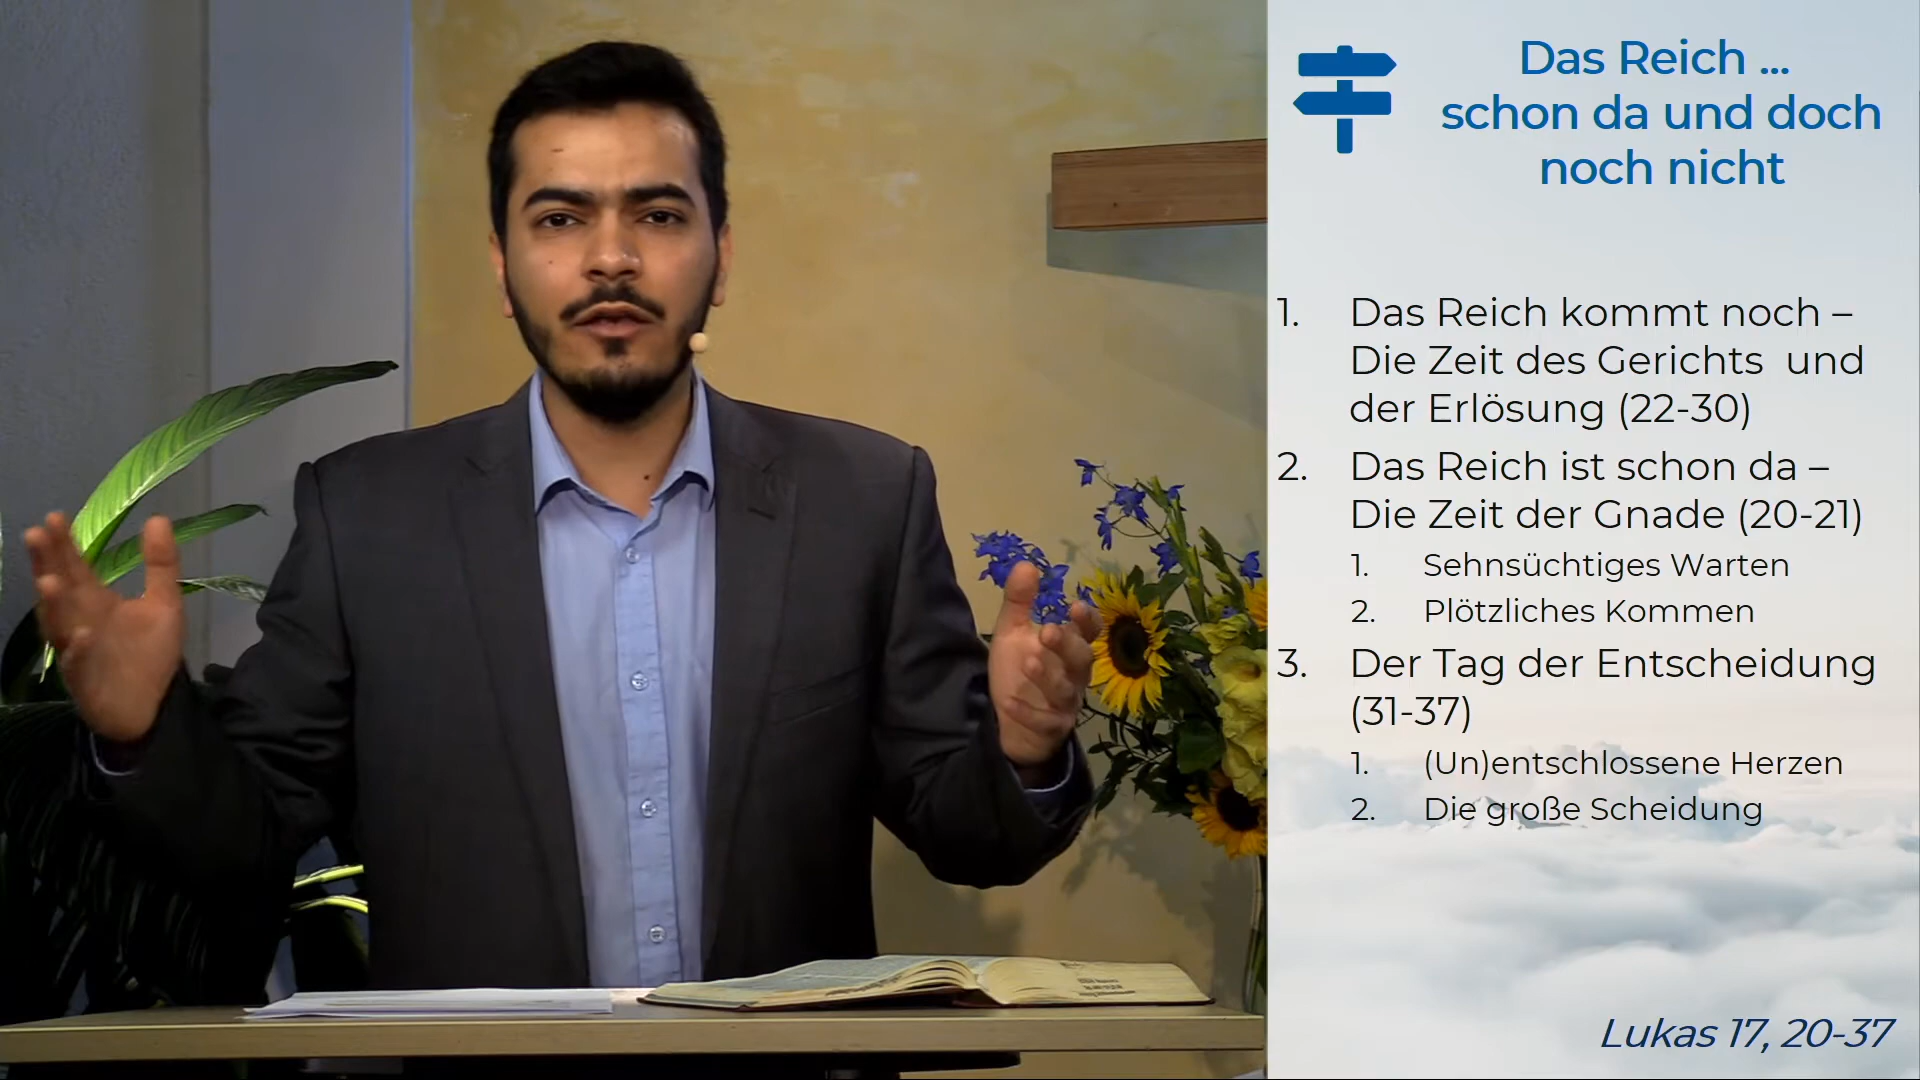 Das Reich ...
schon da und doch
noch nicht
1. Das Reich kommt noch –
Die Zeit des Gerichts und
der Erlösung (22-30)
2. Das Reich ist schon da –
Die Zeit der Gnade (20-21)
1. Sehnsüchtiges Warten
2. Plötzliches Kommen
3. Der Tag der Entscheidung
(31-37)
1. (Un)entschlossene Herzen
2. Die große Scheidung
Lukas 17, 20-37